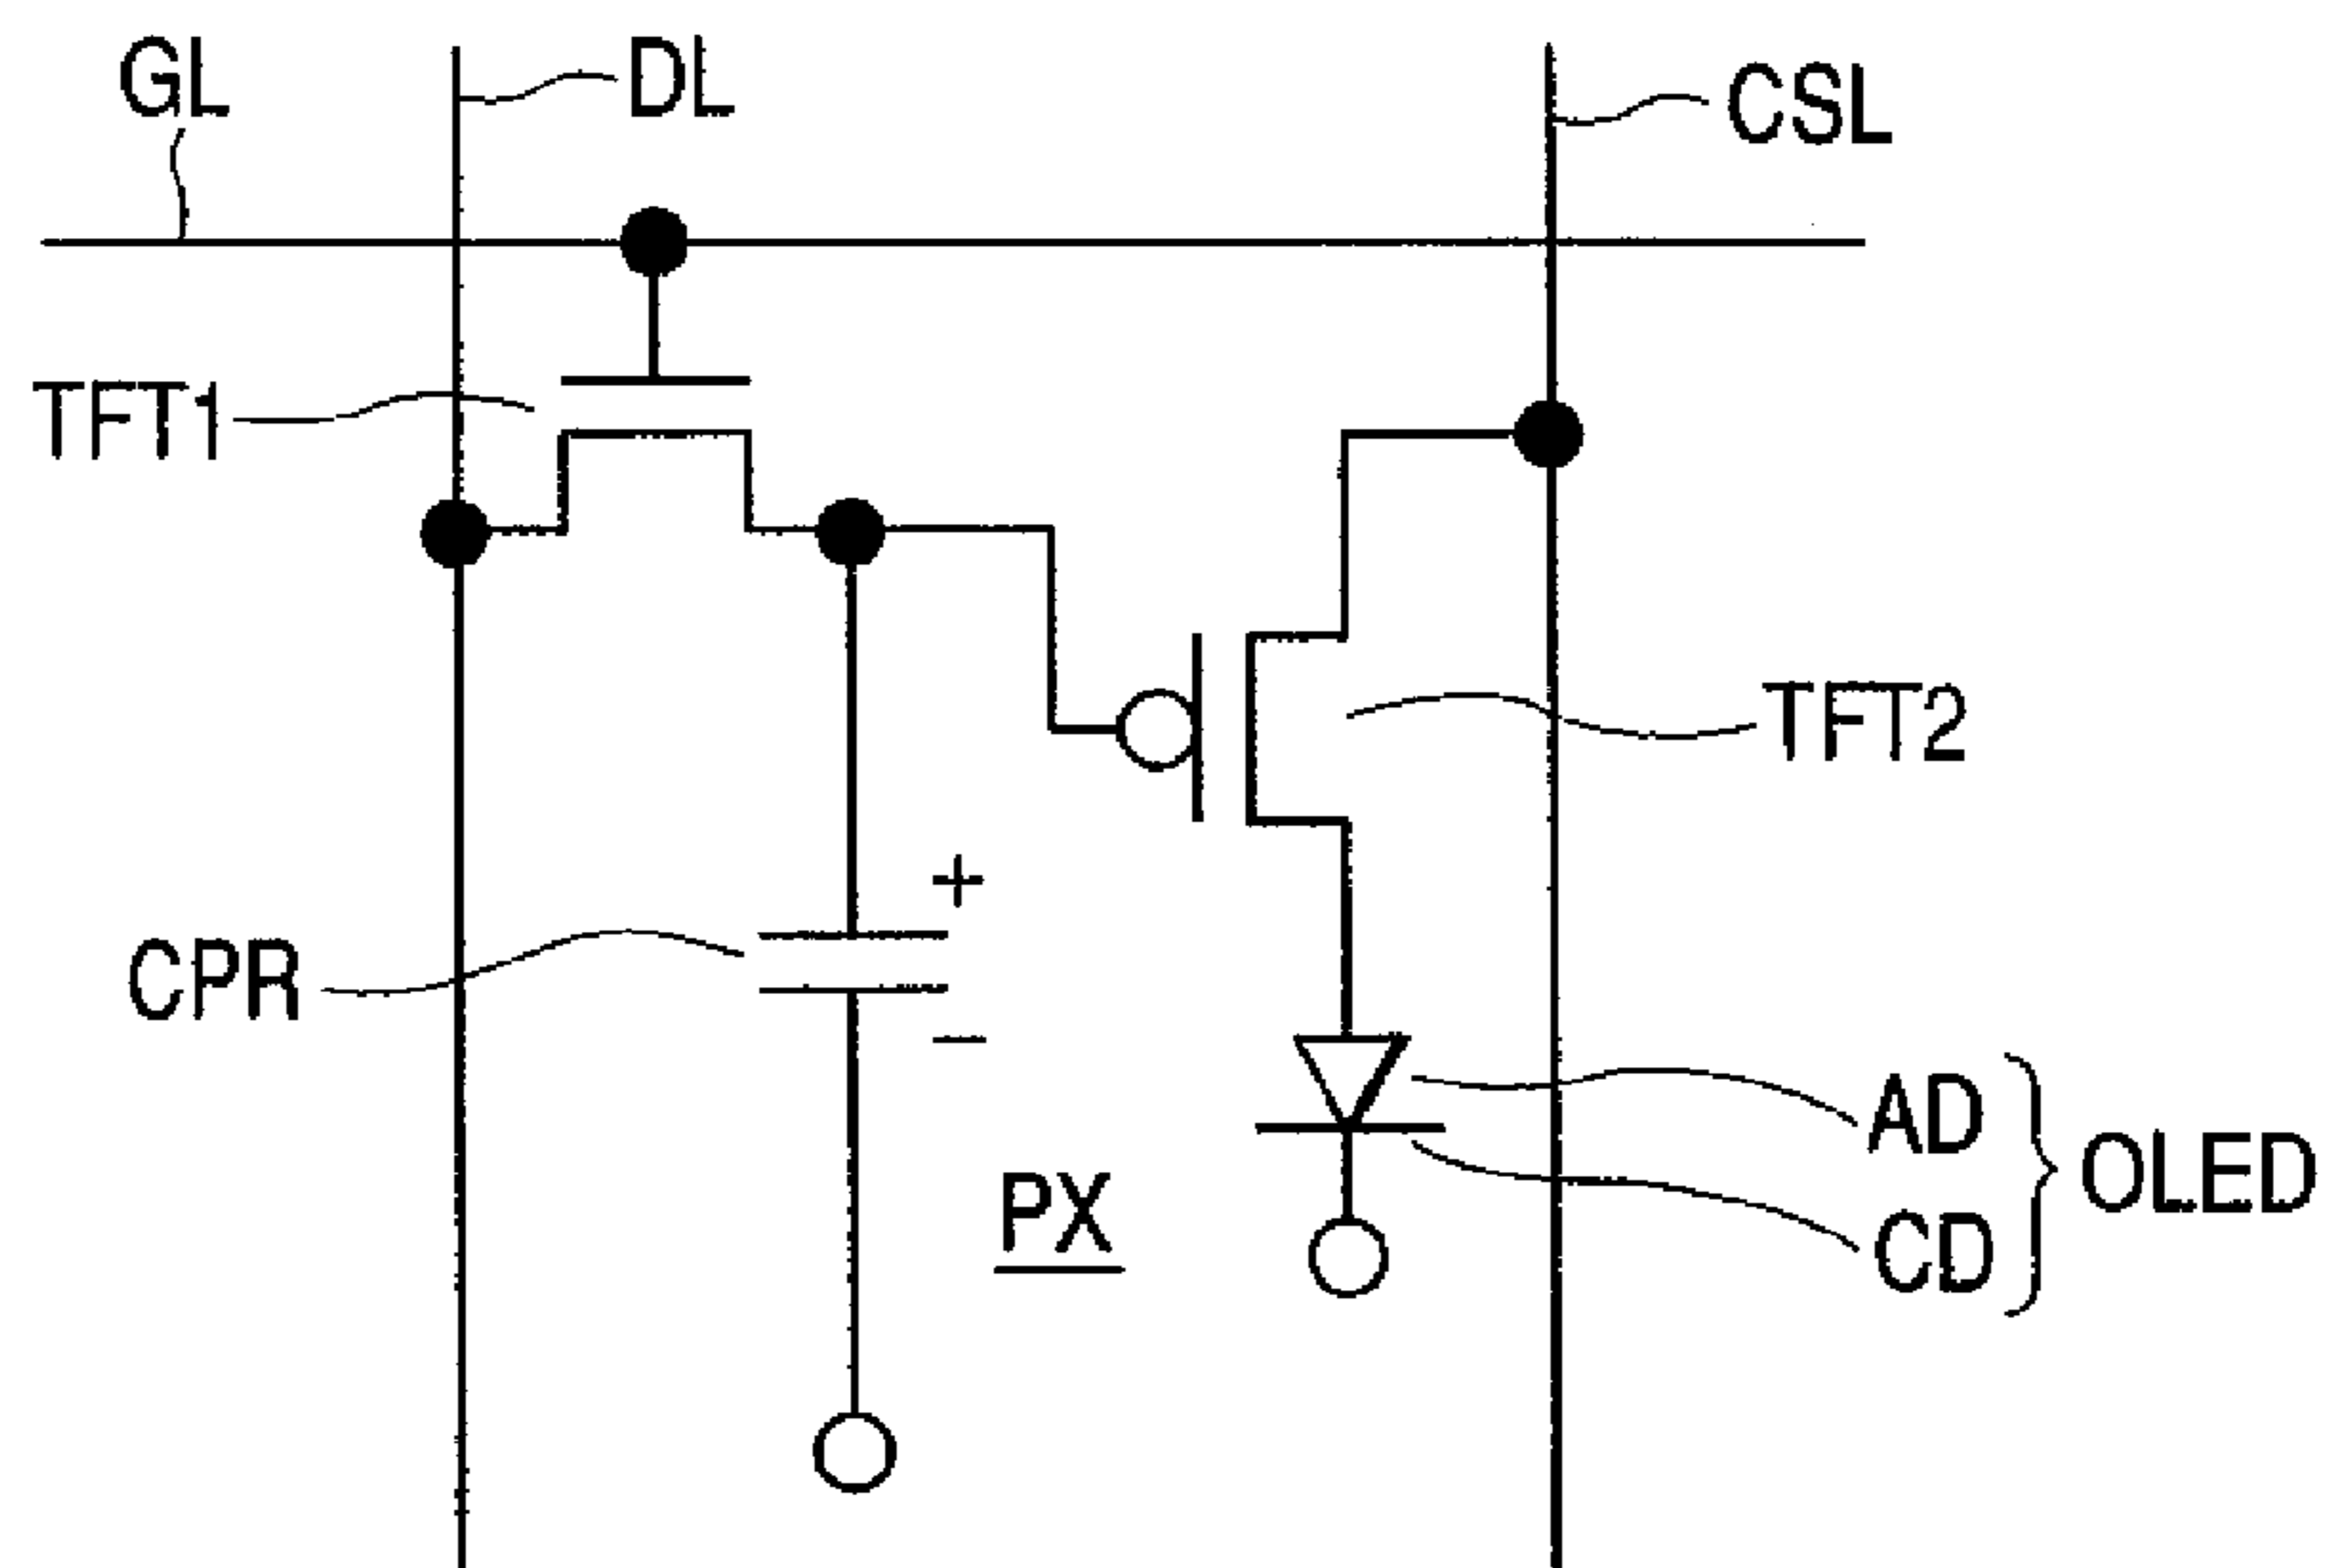 GL
DL
CSL
TFT1
TFT2
+
CPR
−
AD
OLED
PX
CD